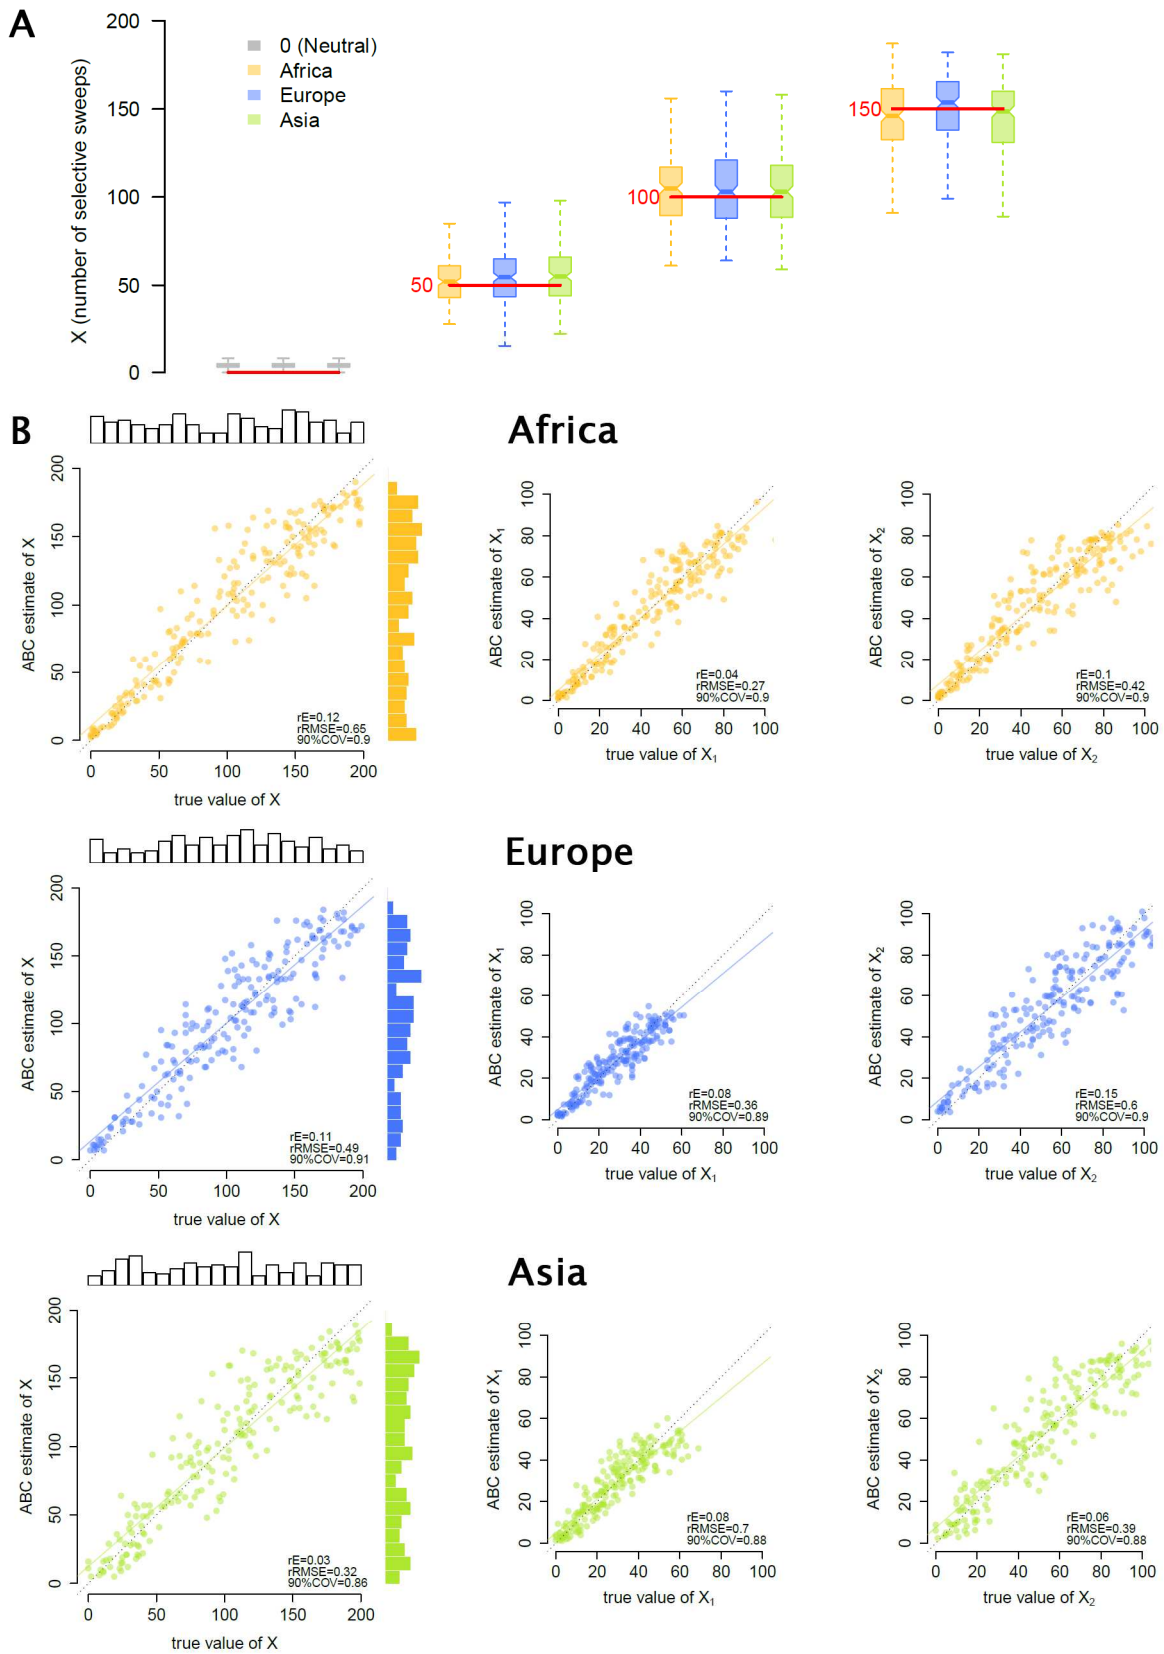 A
X (number of selective sweeps)
200
150
100
50
0
0 (Neutral)
Africa
Europe
Asia
50
100
150
B
Africa
ABC estimate of X
200
150
100
50
0
rE=0.12
rRMSE=0.65
90%COV=0.9
0 50 100 150 200
true value of X
ABC estimate of X₁
100
80
60
40
20
0
rE=0.04
rRMSE=0.27
90%COV=0.9
0 20 40 60 80 100
true value of X₁
ABC estimate of X₂
100
80
60
40
20
0
rE=0.1
rRMSE=0.42
90%COV=0.9
0 20 40 60 80 100
true value of X₂
Europe
ABC estimate of X
200
150
100
50
0
rE=0.11
rRMSE=0.49
90%COV=0.91
0 50 100 150 200
true value of X
ABC estimate of X₁
100
80
60
40
20
0
rE=0.08
rRMSE=0.36
90%COV=0.89
0 20 40 60 80 100
true value of X₁
ABC estimate of X₂
100
80
60
40
20
0
rE=0.15
rRMSE=0.6
90%COV=0.9
0 20 40 60 80 100
true value of X₂
Asia
ABC estimate of X
200
150
100
50
0
rE=0.03
rRMSE=0.32
90%COV=0.86
0 50 100 150 200
true value of X
ABC estimate of X₁
100
80
60
40
20
0
rE=0.08
rRMSE=0.7
90%COV=0.88
0 20 40 60 80 100
true value of X₁
ABC estimate of X₂
100
80
60
40
20
0
rE=0.06
rRMSE=0.39
90%COV=0.88
0 20 40 60 80 100
true value of X₂